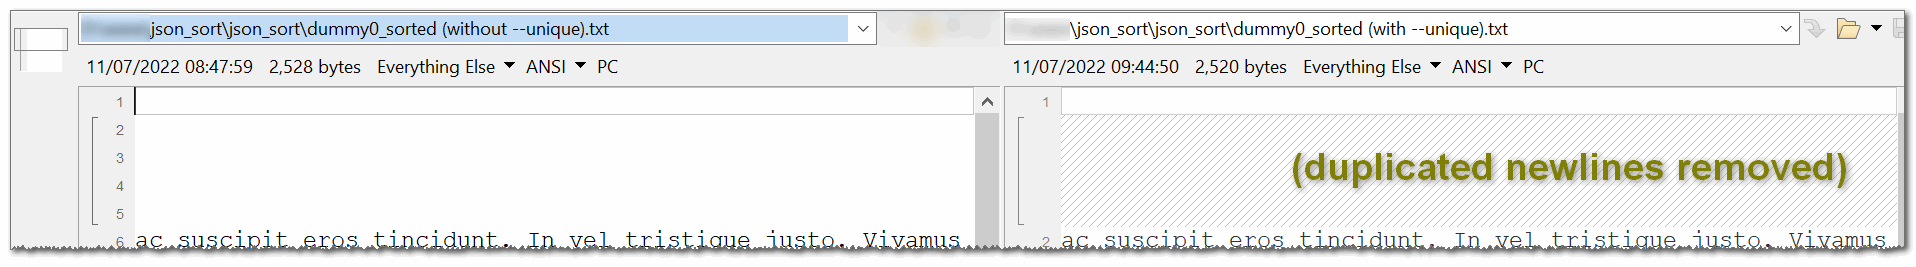 \json_sort\json_sort\dummy0_sorted (without --unique).txt
11/07/2022 08:47:59 2,528 bytes Everything Else ANSI PC
1
2
3
4
5
6 ac suscipit eros tincidunt. In vel tristique justo. Vivamus
\json_sort\json_sort\dummy0_sorted (with --unique).txt
11/07/2022 09:44:50 2,520 bytes Everything Else ANSI PC
1
(duplicated newlines removed)
2 ac suscipit eros tincidunt. In vel tristique justo. Vivamus